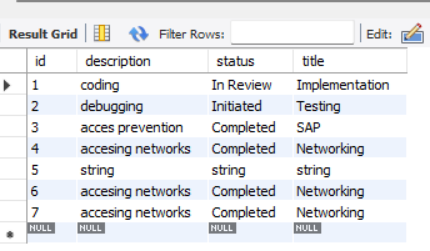 Result Grid Filter Rows: Edit:
id description status title
1 coding In Review Implementation
2 debugging Initiated Testing
3 acces prevention Completed SAP
4 accesing networks Completed Networking
5 string string string
6 accesing networks Completed Networking
7 accesing networks Completed Networking
NULL NULL NULL NULL